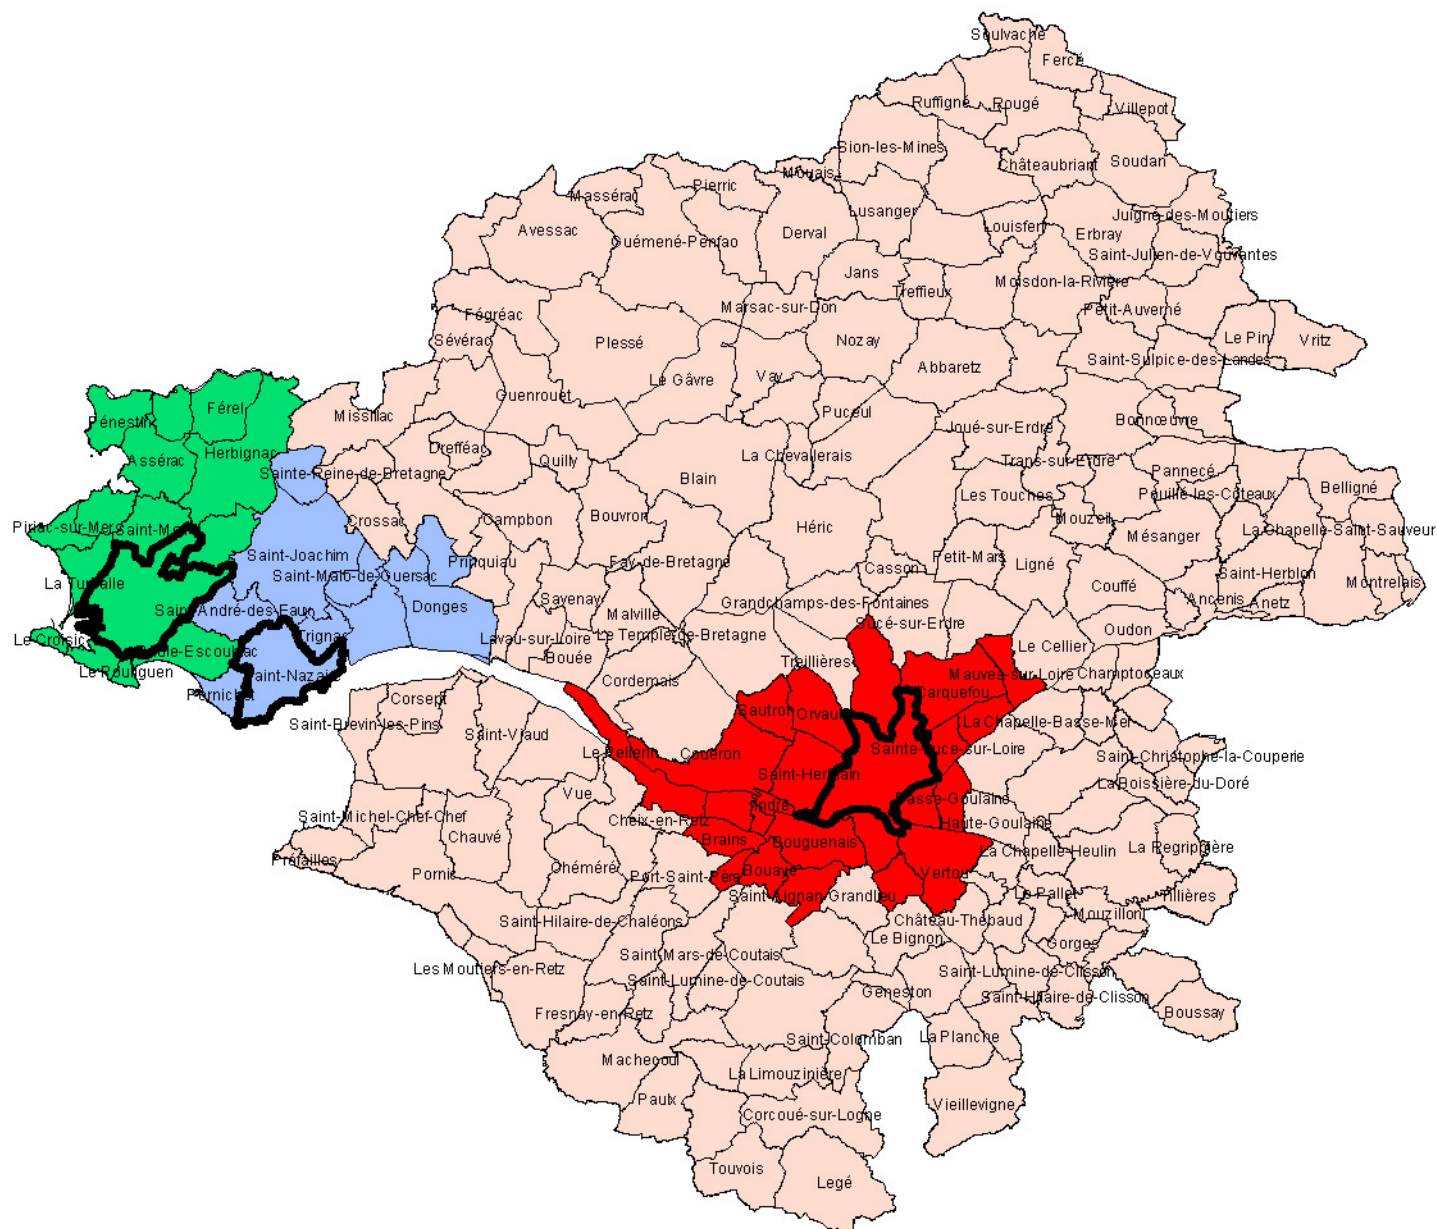 Soulvache
Fercé
Ruffigné
Rougé
Villepot
Sion-les-Mines
Châteaubriant
Soudan
Mouais
Pierric
Massérac
Lusanger
Juigné-des-Moutiers
Avessac
Guémené-Penfao
Derval
Louisfert
Erbray
Saint-Julien-de-Vouvantes
Jans
Treffieux
Moisdon-la-Rivière
Marsac-sur-Don
Petit-Auverné
Fégréac
Sévérac
Plessé
Nozay
Le Pin
Vritz
Abbaretz
Saint-Sulpice-des-Landes
Le Gâvre
Vay
Guenrouet
Missillac
Puceul
Bonnœuvre
Joué-sur-Erdre
Pénestin
Férel
Herbignac
Assérac
Drefféac
Quilly
La Chevallerais
Trans-sur-Erdre
Pannecé
Sainte-Reine-de-Bretagne
Blain
Belligné
Les Touches
Pouillé-les-Côteaux
Bouvron
Campbon
Crossac
Mouzeil
La Chapelle-Saint-Sauveur
Piriac-sur-Mer
Héric
Mésanger
Saint-Joachim
Prinquiau
Fay-de-Bretagne
Petit-Mars
Ligné
Casson
Saint-Malo-de-Guersac
Saint-Herblon
La Turballe
Couffé
Montrelais
Savenay
Ancenis
Anetz
Grandchamps-des-Fontaines
Saint-André-des-Eaux
Donges
Malville
Sucé-sur-Erdre
Trignac
Le Temple-de-Bretagne
Oudon
Le Croisic
Lavau-sur-Loire
Le Cellier
Bouée
Treillières
Le Pouliguen
Mauves-sur-Loire
Champtoceaux
Cordemais
Carquefou
Pornichet
Corsept
Sautron
Orvault
Saint-Brevin-les-Pins
La Chapelle-Basse-Mer
Saint-Viaud
Le Pellerin
Couëron
Sainte-Luce-sur-Loire
Saint-Christophe-la-Couperie
Saint-Herblain
La Boissière-du-Doré
Vue
Basse-Goulaine
Indre
Saint-Michel-Chef-Chef
Cheix-en-Retz
Haute-Goulaine
Chauvé
Brains
Bouguenais
La Chapelle-Heulin
La Regrippière
Préfailles
Chéméré
Pornic
Port-Saint-Père
Bouaye
Vertou
Saint-Aignan-Grandlieu
Le Pallet
Tillières
Mouzillon
Saint-Hilaire-de-Chaléons
Château-Thébaud
Le Bignon
Gorges
Saint-Mars-de-Coutais
Les Moutiers-en-Retz
Saint-Lumine-de-Clisson
Saint-Lumine-de-Coutais
Geneston
Saint-Hilaire-de-Clisson
Boussay
Fresnay-en-Retz
Saint-Colomban
La Planche
Machecoul
La Limouzinière
Paulx
Vieillevigne
Corcoué-sur-Logne
Touvois
Legé